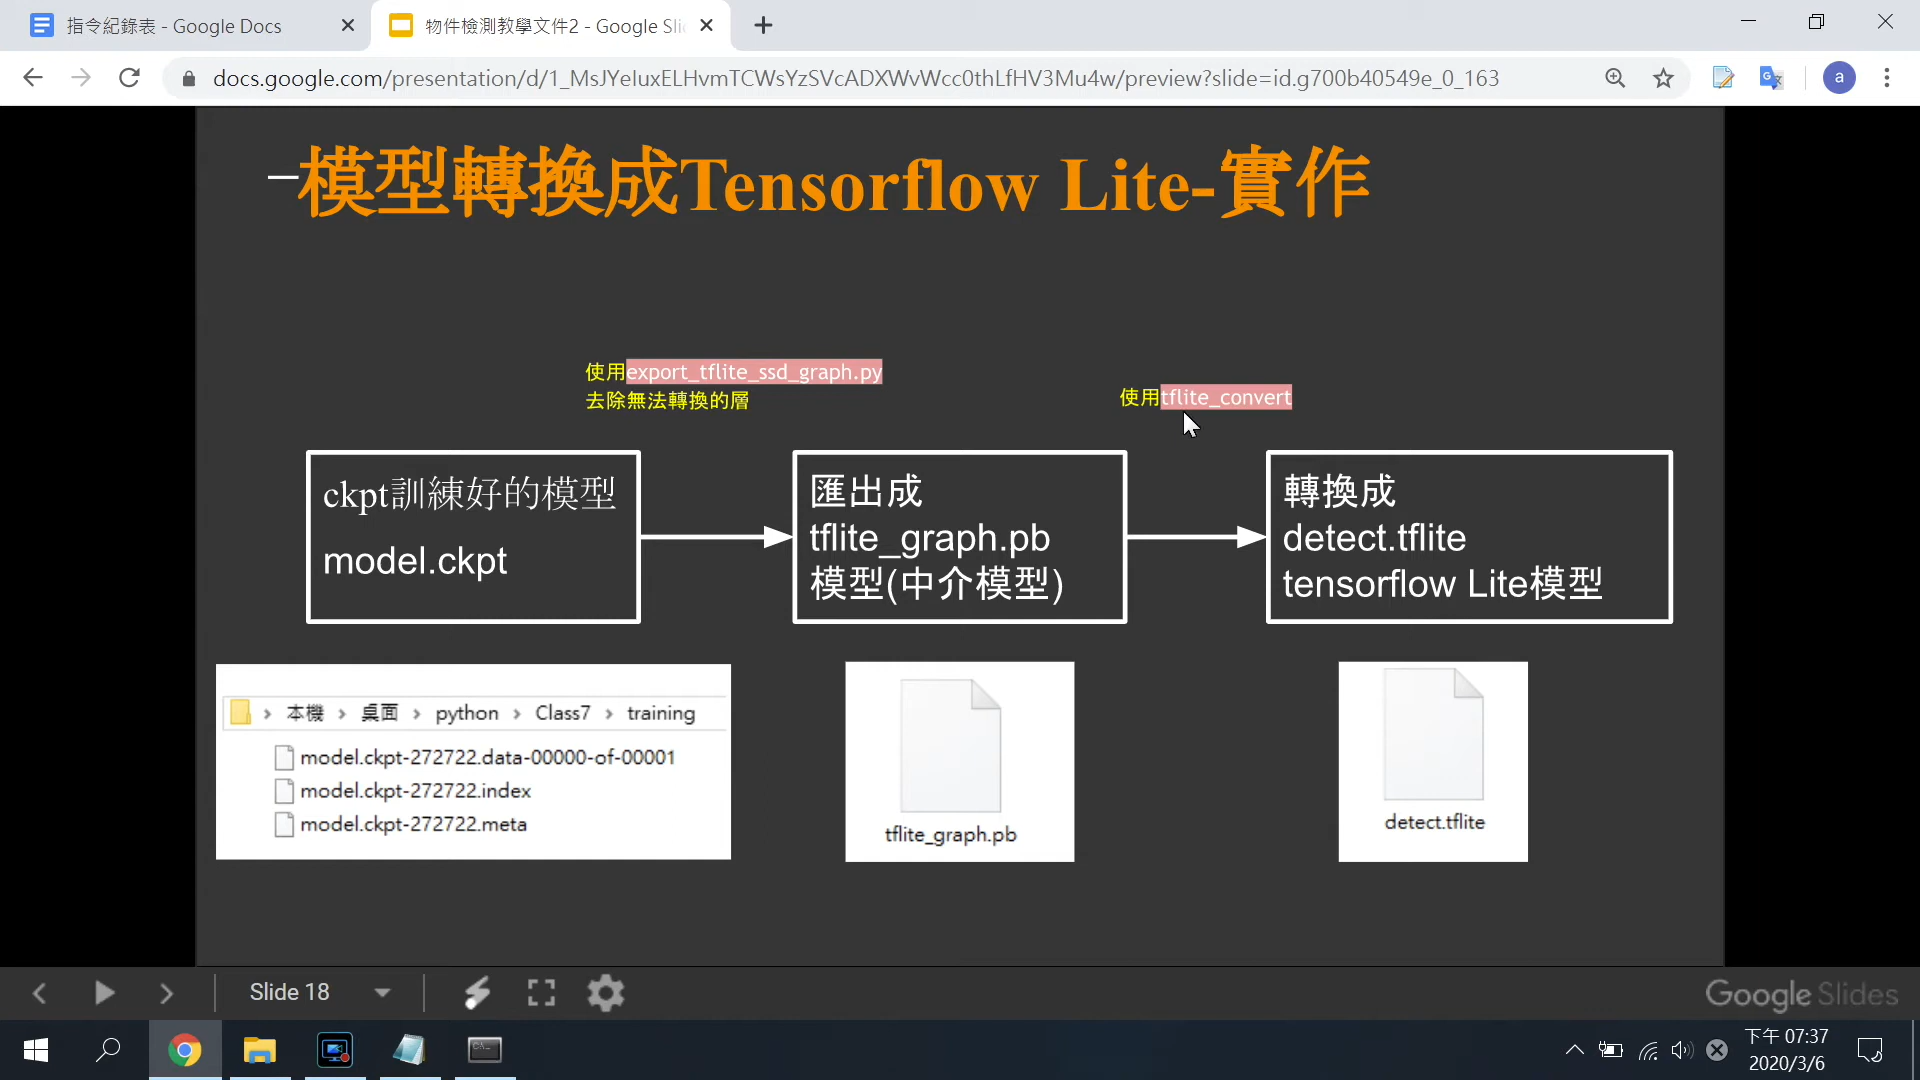 指令紀錄表 - Google Docs
物件檢測教學文件2 - Google Sli
docs.google.com/presentation/d/1_MsJYeIuxELHvmTCWsYzSVcADXWvWcc0thLfHV3Mu4w/preview?slide=id.g700b40549e_0_163
a
模型轉換成Tensorflow Lite-實作
使用export_tflite_ssd_graph.py
去除無法轉換的層
使用tflite_convert
ckpt訓練好的模型
model.ckpt
匯出成
tflite_graph.pb
模型(中介模型)
轉換成
detect.tflite
tensorflow Lite模型
本機 > 桌面 > python > Class7 > training
model.ckpt-272722.data-00000-of-00001
model.ckpt-272722.index
model.ckpt-272722.meta
tflite_graph.pb
detect.tflite
Slide 18
Google Slides
下午 07:37
2020/3/6